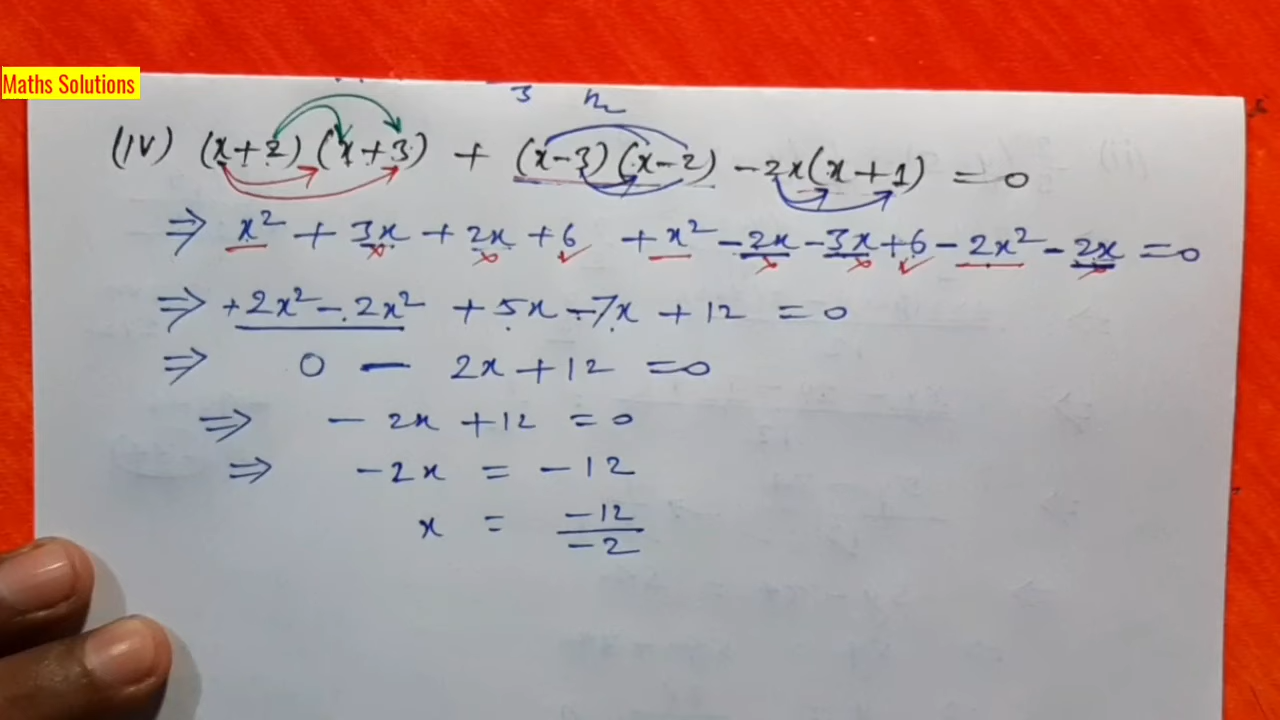 Maths Solutions
3
(IV) (x+2)(x+3) + (x-3)(x-2) -2x(x+1) = 0
⇒ x² + 3x + 2x + 6 + x² - 2x - 3x + 6 - 2x² - 2x = 0
⇒ +2x² - 2x² + 5x - 7x + 12 = 0
⇒ 0 - 2x + 12 = 0
⇒ - 2x + 12 = 0
⇒ -2x = -12
x = -12/-2